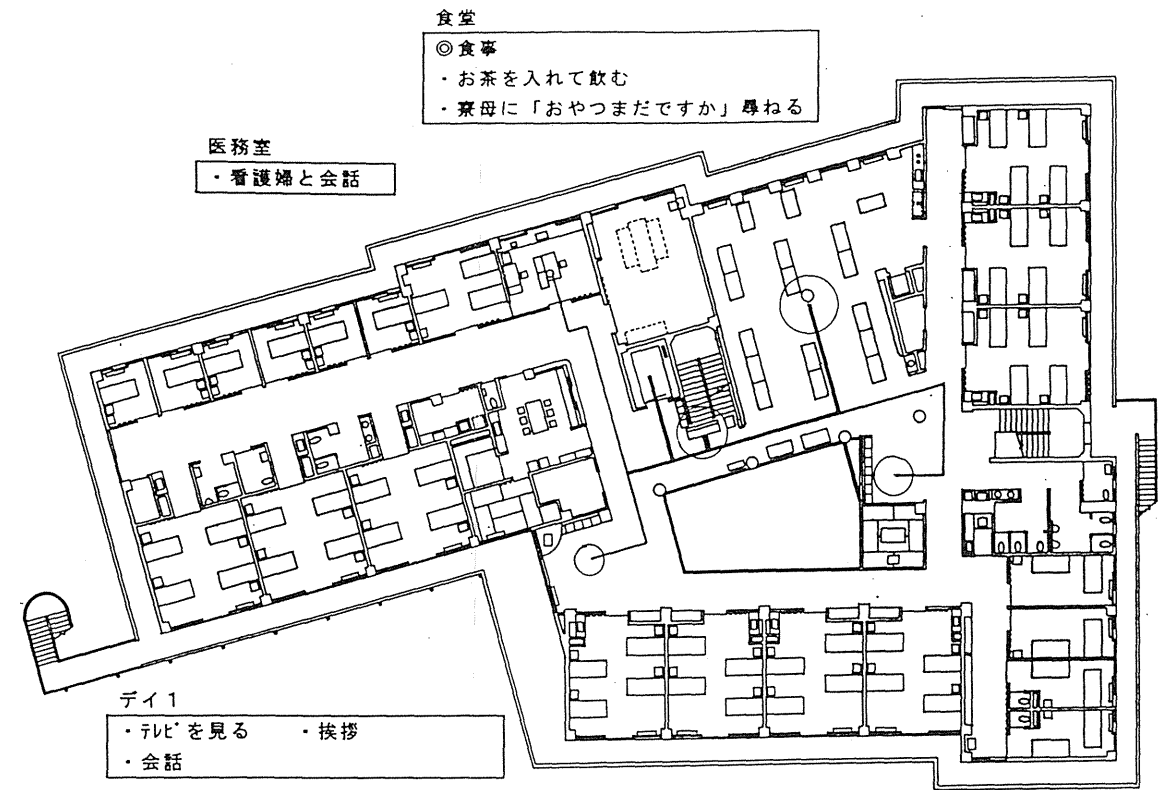 食堂
◎食事
・お茶を入れて飲む
・寮母に「おやつまだですか」尋ねる
医務室
・看護婦と会話
デイ1
・ﾃﾚﾋﾞを見る ・挨拶
・会話